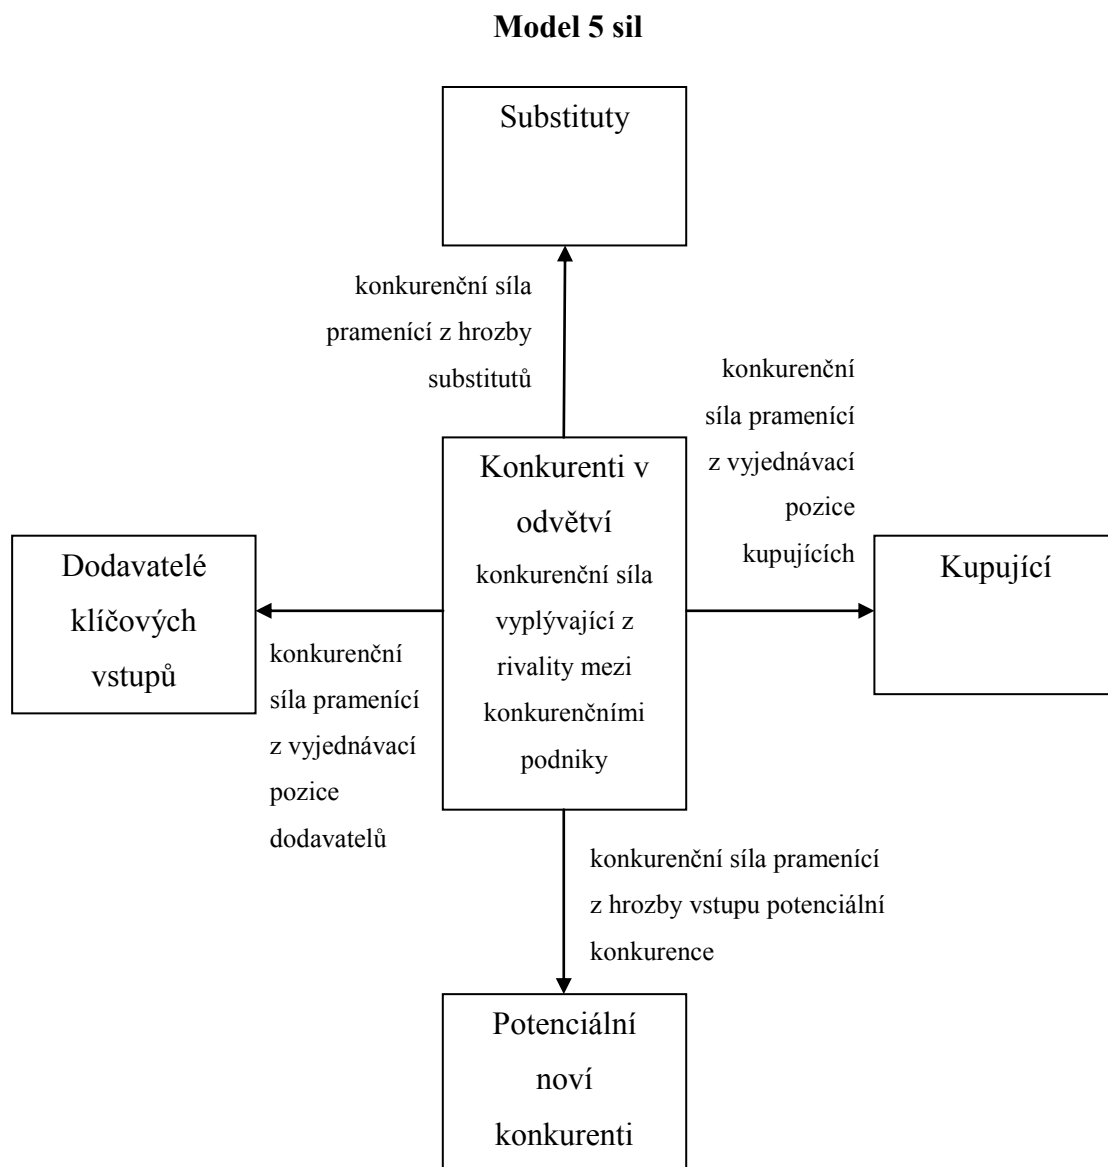 Model 5 sil
Substituty
konkurenční síla
pramenící z hrozby
substitutů
konkurenční
síla pramenící
z vyjednávací
pozice
kupujících
Konkurenti v
odvětví
konkurenční síla
vyplývající z
rivality mezi
konkurenčními
podniky
Dodavatelé
klíčových
vstupů
Kupující
konkurenční
síla pramenící
z vyjednávací
pozice
dodavatelů
konkurenční síla pramenící
z hrozby vstupu potenciální
konkurence
Potenciální
noví
konkurenti